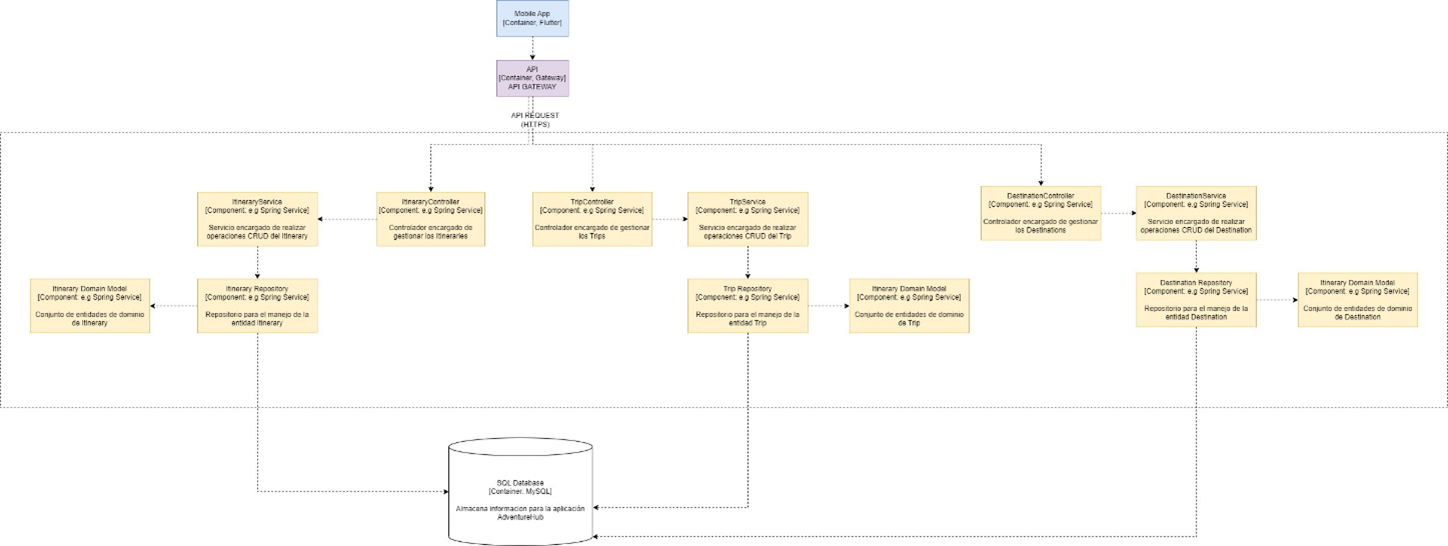 Mobile App
[Container, Flutter]
API
[Container, Gateway]
API GATEWAY
API REQUEST
(HTTPS)
ItineraryService
[Component: e.g Spring Service]
Servicio encargado de realizar
operaciones CRUD del Itinerary
ItineraryController
[Component: e.g Spring Service]
Controlador encargado de
gestionar los Itineraries
TripController
[Component: e.g Spring Service]
Controlador encargado de gestionar
los Trips
TripService
[Component: e.g Spring Service]
Servicio encargado de realizar
operaciones CRUD del Trip
DestinationController
[Component: e.g Spring Service]
Controlador encargado de gestionar
los Destinations
DestinationService
[Component: e.g Spring Service]
Servicio encargado de realizar
operaciones CRUD del Destination
Itinerary Domain Model
[Component: e.g Spring Service]
Conjunto de entidades de dominio
de Itinerary
Itinerary Repository
[Component: e.g Spring Service]
Repositorio para el manejo de la
entidad Itinerary
Trip Repository
[Component: e.g Spring Service]
Repositorio para el manejo de la
entidad Trip
Itinerary Domain Model
[Component: e.g Spring Service]
Conjunto de entidades de dominio
de Trip
Destination Repository
[Component: e.g Spring Service]
Repositorio para el manejo de la
entidad Destination
Itinerary Domain Model
[Component: e.g Spring Service]
Conjunto de entidades de dominio
de Destination
SQL Database
[Container: MySQL]
Almacena informacion para la aplicación
AdventureHub